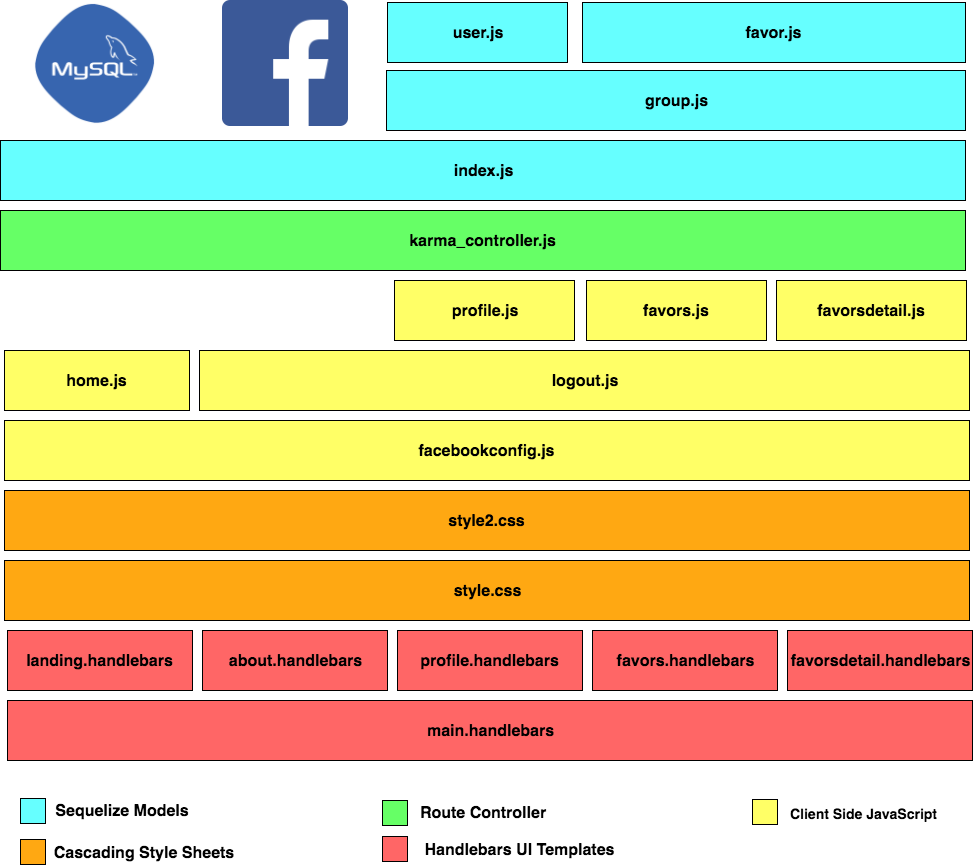 MySQL
user.js
favor.js
group.js
index.js
karma_controller.js
profile.js
favors.js
favorsdetail.js
home.js
logout.js
facebookconfig.js
style2.css
style.css
landing.handlebars
about.handlebars
profile.handlebars
favors.handlebars
favorsdetail.handlebars
main.handlebars
Sequelize Models
Route Controller
Client Side JavaScript
Cascading Style Sheets
Handlebars UI Templates